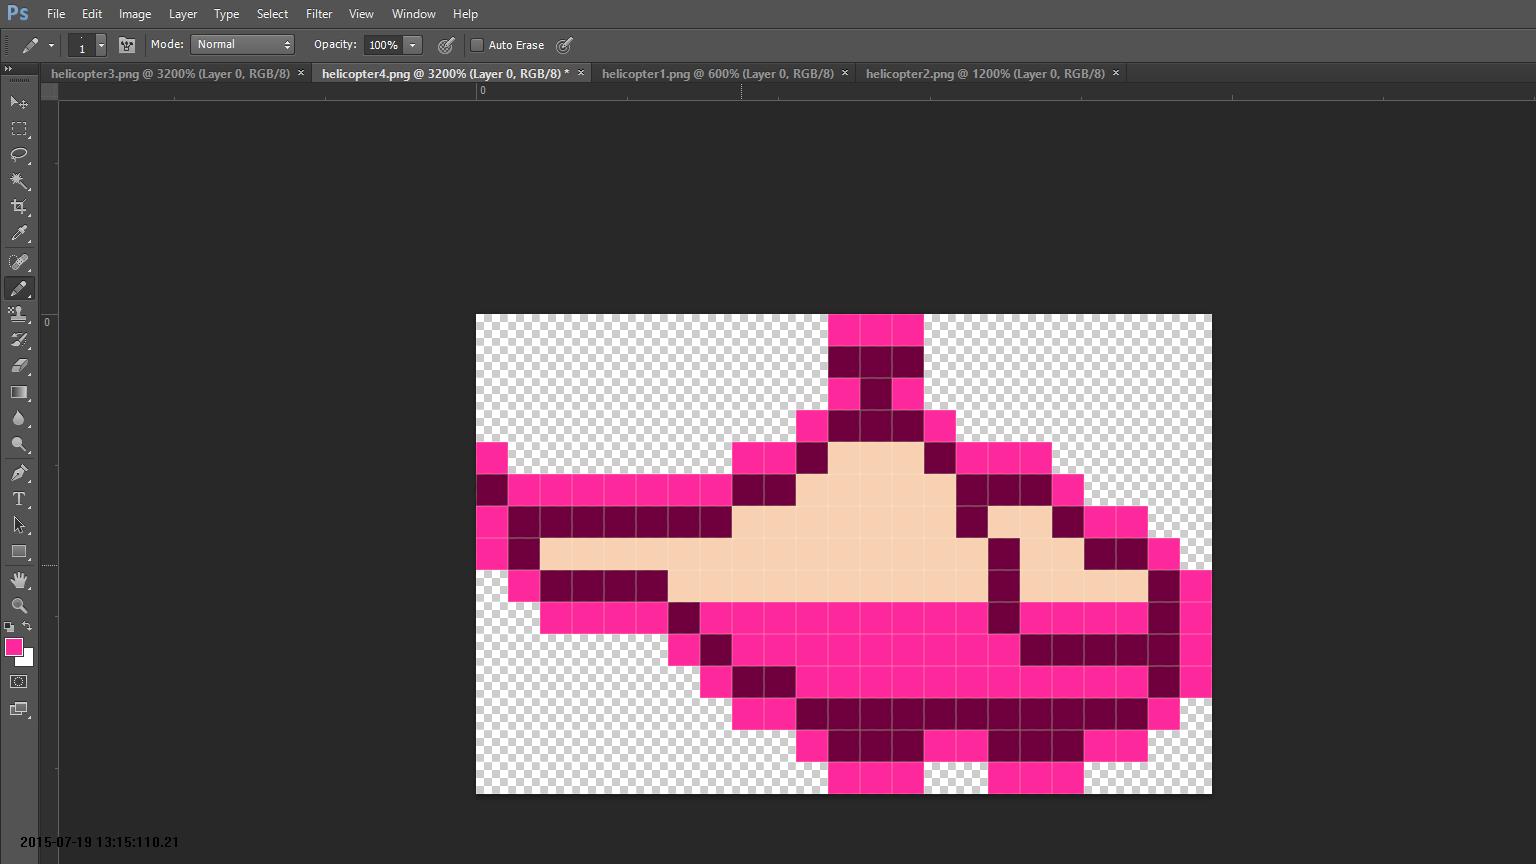 Ps File Edit Image Layer Type Select Filter View Window Help
1 Mode: Normal Opacity: 100% Auto Erase
helicopter3.png @ 3200% (Layer 0, RGB/8) × helicopter4.png @ 3200% (Layer 0, RGB/8) * × helicopter1.png @ 600% (Layer 0, RGB/8) × helicopter2.png @ 1200% (Layer 0, RGB/8) ×
0
0
T
2015-07-19 13:15:110.21